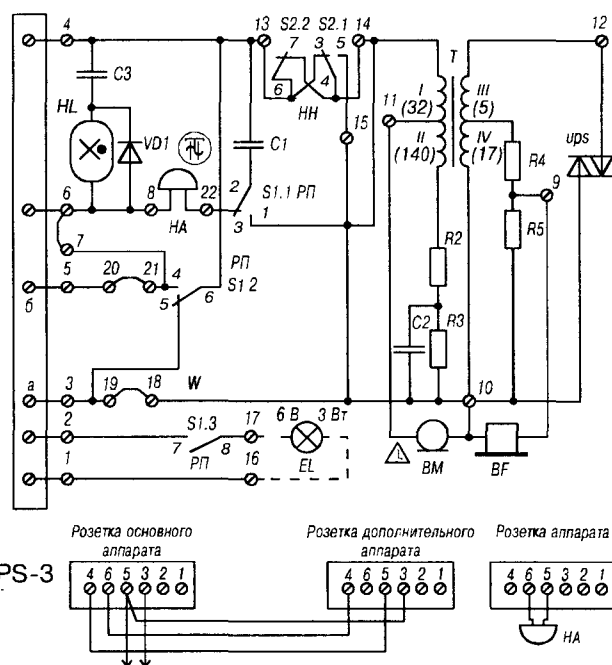 4 13 S2.2 S2.1 14 12
7 3 5 T
C3 11 I III
HL 6 4 (32) (5)
НН II IV
VD1 C1 15 (140) (17) R4 ups
9
6 8 22 2 S1.1 РП R5
HA 3 1
7
5 20 21 4 РП R2
б 5 6 S1.2
C2 R3
а 3 19 18 W 10
2 S1.3 17 6 В 3 Вт
7 8
1 РП 16 EL BM BF
Розетка основного аппарата
Розетка дополнительного аппарата
Розетка аппарата
PS-3
4 6 5 3 2 1
4 6 5 3 2 1
4 6 5 3 2 1
HA